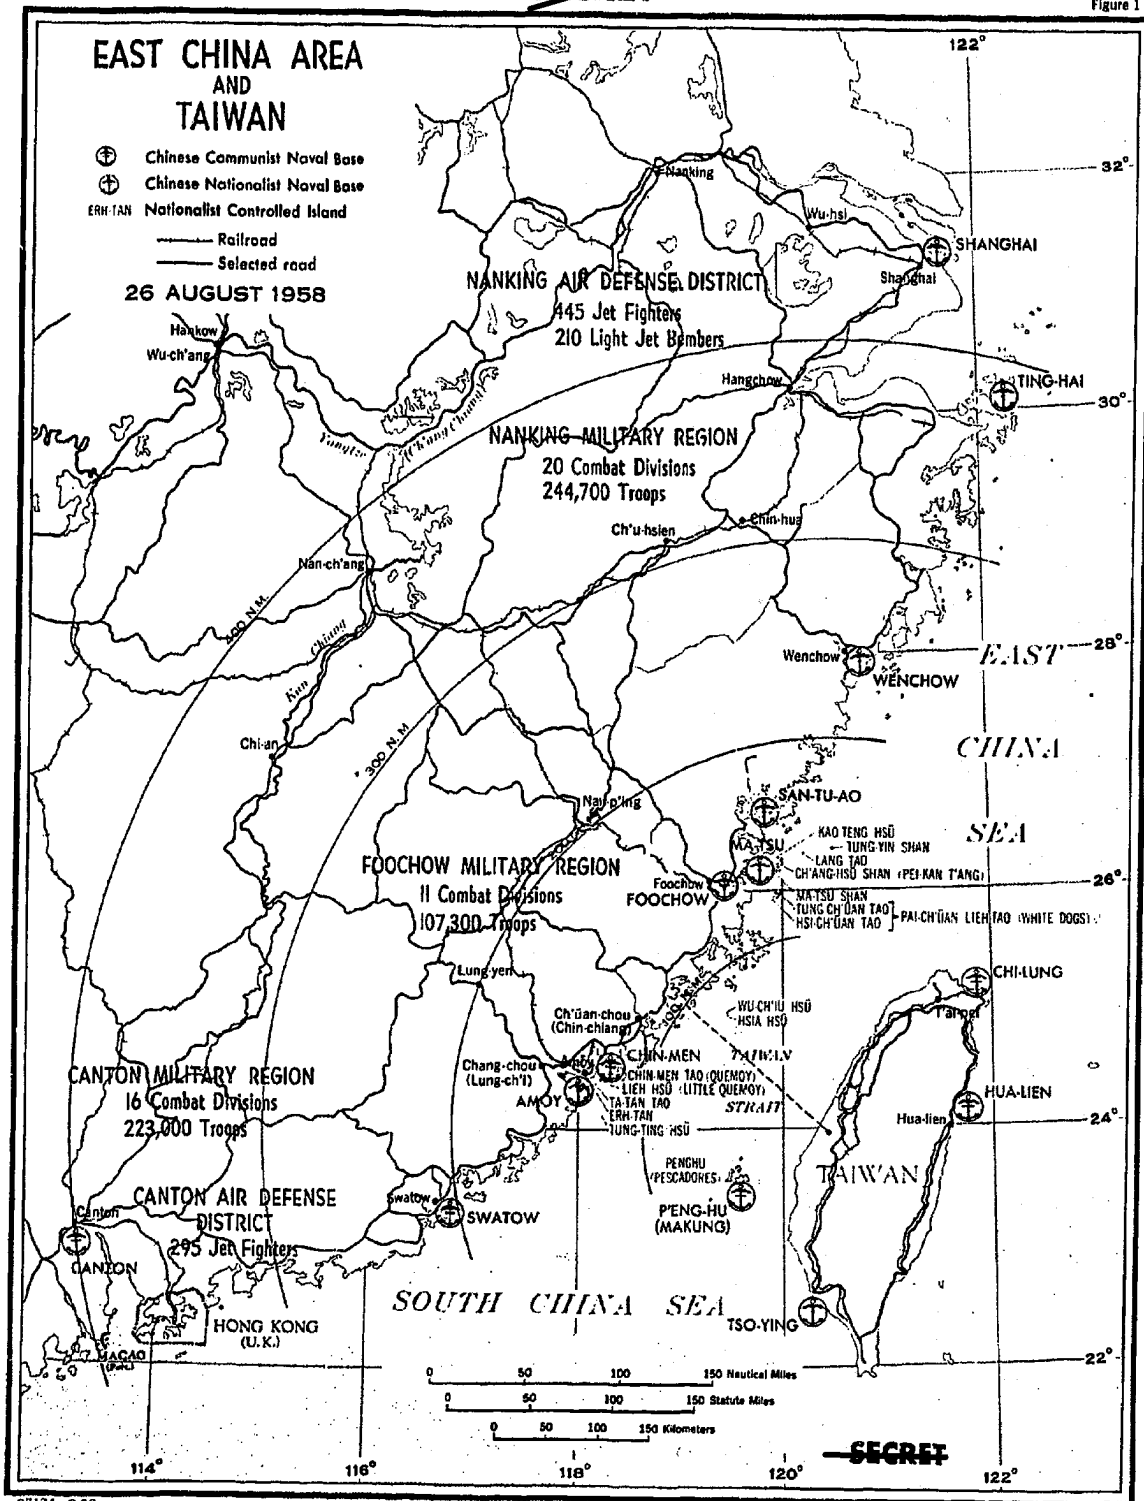 Figure 1
EAST CHINA AREA
AND
TAIWAN
Chinese Communist Naval Base
Chinese Nationalist Naval Base
ERH-TAN Nationalist Controlled Island
Railroad
Selected road
26 AUGUST 1958
122°
32°
Nanking
Wu-hsi
SHANGHAI
Shanghai
NANKING AIR DEFENSE DISTRICT
445 Jet Fighters
210 Light Jet Bombers
Hankow
Wu-ch'ang
Hangchow
TING-HAI
30°
Yangtze
NANKING MILITARY REGION
20 Combat Divisions
244,700 Troops
Ch'u-hsien
Chin-hua
Nan-ch'ang
400 N.M.
Kan Chiang
28°
EAST
Wenchow
WENCHOW
CHINA
Chi-an
300 N.M.
SEA
Nan-p'ing
SAN-TU-AO
KAO TENG HSÜ
TUNG-YIN SHAN
MA-TSU
LANG TAO
CH'ANG-HSÜ SHAN (PEI-KAN T'ANG)
26°
FOOCHOW MILITARY REGION
11 Combat Divisions
107,300 Troops
Foochow
FOOCHOW
MA-TSU SHAN
TUNG CH'ÜAN TAO
HSI-CH'ÜAN TAO
PAI-CH'ÜAN LIEH TAO (WHITE DOGS)
Lung-yen
CHI-LUNG
T'ai-pei
100 N.M.
WU-CH'IU HSÜ
HSIA HSÜ
Ch'üan-chou
(Chin-chiang)
Chang-chou
(Lung-ch'i)
Amoy
CHIN-MEN
TAIWAN
STRAIT
CHIN-MEN TAO (QUEMOY)
LIEH HSÜ (LITTLE QUEMOY)
AMOY
TA-TAN TAO
ERH-TAN
TUNG-TING HSÜ
HUA-LIEN
Hua-lien
24°
CANTON MILITARY REGION
16 Combat Divisions
223,000 Troops
PENGHU
(PESCADORES)
TAIWAN
P'ENG-HU
(MAKUNG)
CANTON AIR DEFENSE
DISTRICT
295 Jet Fighters
Swatow
SWATOW
Canton
CANTON
SOUTH CHINA SEA
TSO-YING
HONG KONG
(U.K.)
MACAO
(Port.)
22°
0 50 100 150 Nautical Miles
0 50 100 150 Statute Miles
0 50 100 150 Kilometers
SECRET
114°
116°
118°
120°
122°